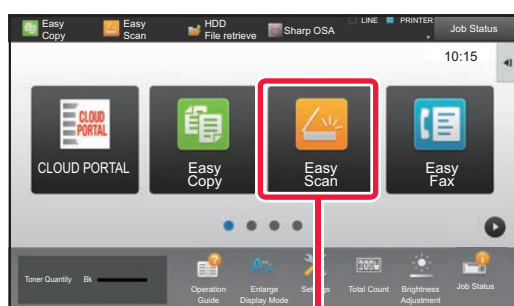 Easy
Copy
Easy
Scan
HDD
File retrieve
Sharp OSA
LINE
PRINTER
Job Status
10:15
CLOUD
PORTAL
CLOUD PORTAL
Easy
Copy
Easy
Scan
Easy
Fax
Toner Quantity Bk
Operation
Guide
Enlarge
Display Mode
Settings
Total Count
Brightness
Adjustment
Job Status